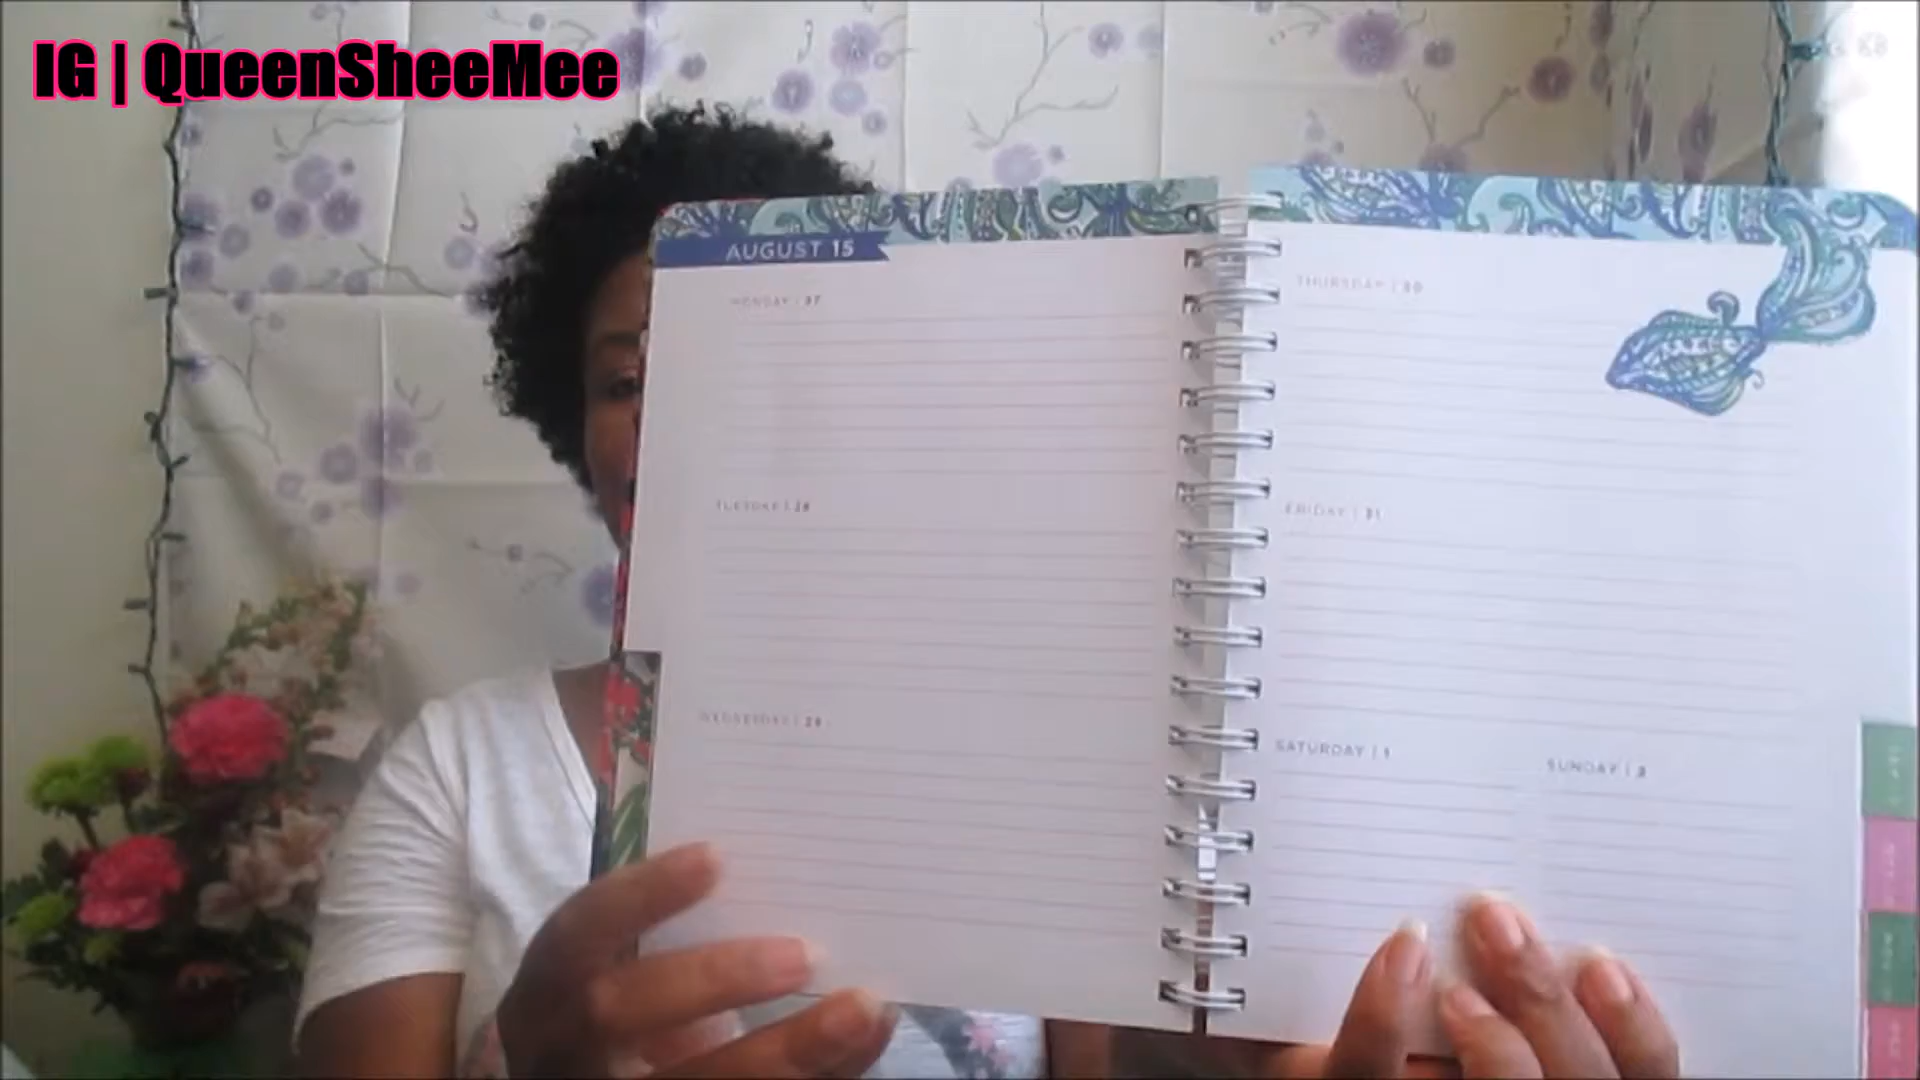 IG | QueenSheeMee
AUGUST 15
MONDAY | 27
TUESDAY | 28
WEDNESDAY | 29
THURSDAY | 30
FRIDAY | 31
SATURDAY | 1
SUNDAY | 2